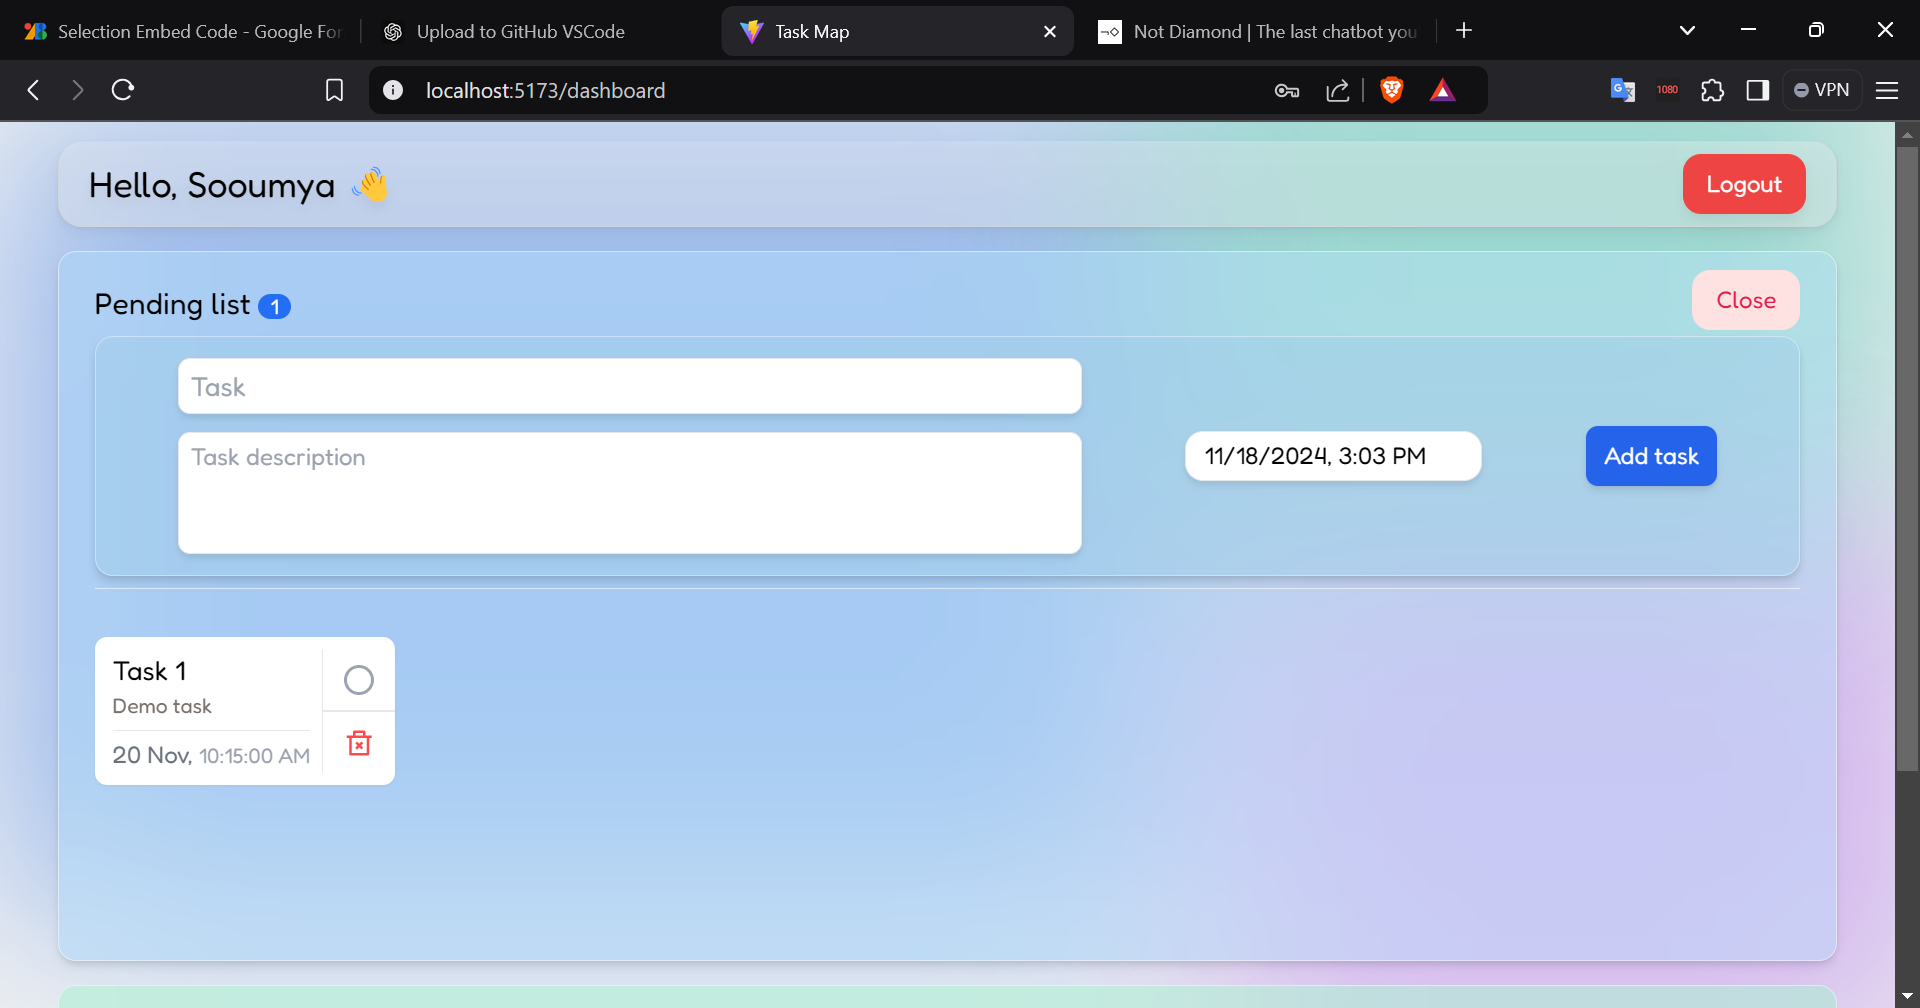 Selection Embed Code - Google For
Upload to GitHub VSCode
Task Map
Not Diamond | The last chatbot you
localhost:5173/dashboard
1080
VPN
Hello, Sooumya 👋
Logout
Pending list 1
Close
Task
Task description
11/18/2024, 3:03 PM
Add task
Task 1
Demo task
20 Nov, 10:15:00 AM